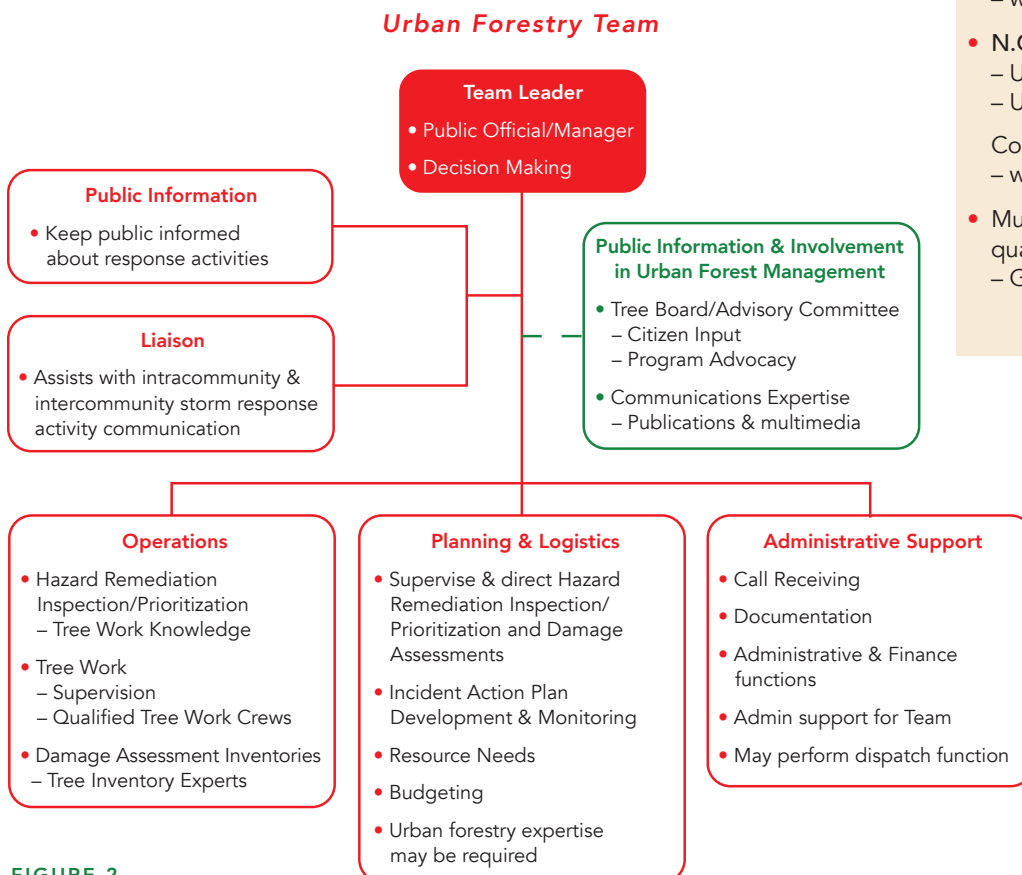 Urban Forestry Team
Team Leader
• Public Official/Manager
• Decision Making
Public Information
• Keep public informed
about response activities
Liaison
• Assists with intracommunity &
intercommunity storm response
activity communication
Public Information & Involvement
in Urban Forest Management
• Tree Board/Advisory Committee
– Citizen Input
– Program Advocacy
• Communications Expertise
– Publications & multimedia
Operations
• Hazard Remediation
Inspection/Prioritization
– Tree Work Knowledge
• Tree Work
– Supervision
– Qualified Tree Work Crews
• Damage Assessment Inventories
– Tree Inventory Experts
Planning & Logistics
• Supervise & direct Hazard
Remediation Inspection/
Prioritization and Damage
Assessments
• Incident Action Plan
Development & Monitoring
• Resource Needs
• Budgeting
• Urban forestry expertise
may be required
Administrative Support
• Call Receiving
• Documentation
• Administrative & Finance
functions
• Admin support for Team
• May perform dispatch function
FIGURE 2